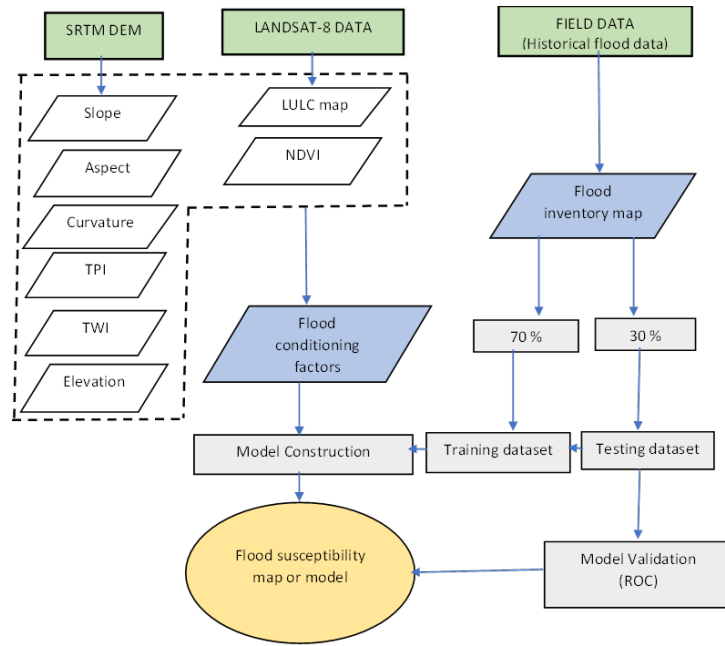 SRTM DEM
LANDSAT-8 DATA
FIELD DATA
(Historical flood data)
Slope
Aspect
Curvature
TPI
TWI
Elevation
LULC map
NDVI
Flood
inventory map
Flood
conditioning
factors
70 %
30 %
Model Construction
Training dataset
Testing dataset
Flood susceptibility
map or model
Model Validation
(ROC)